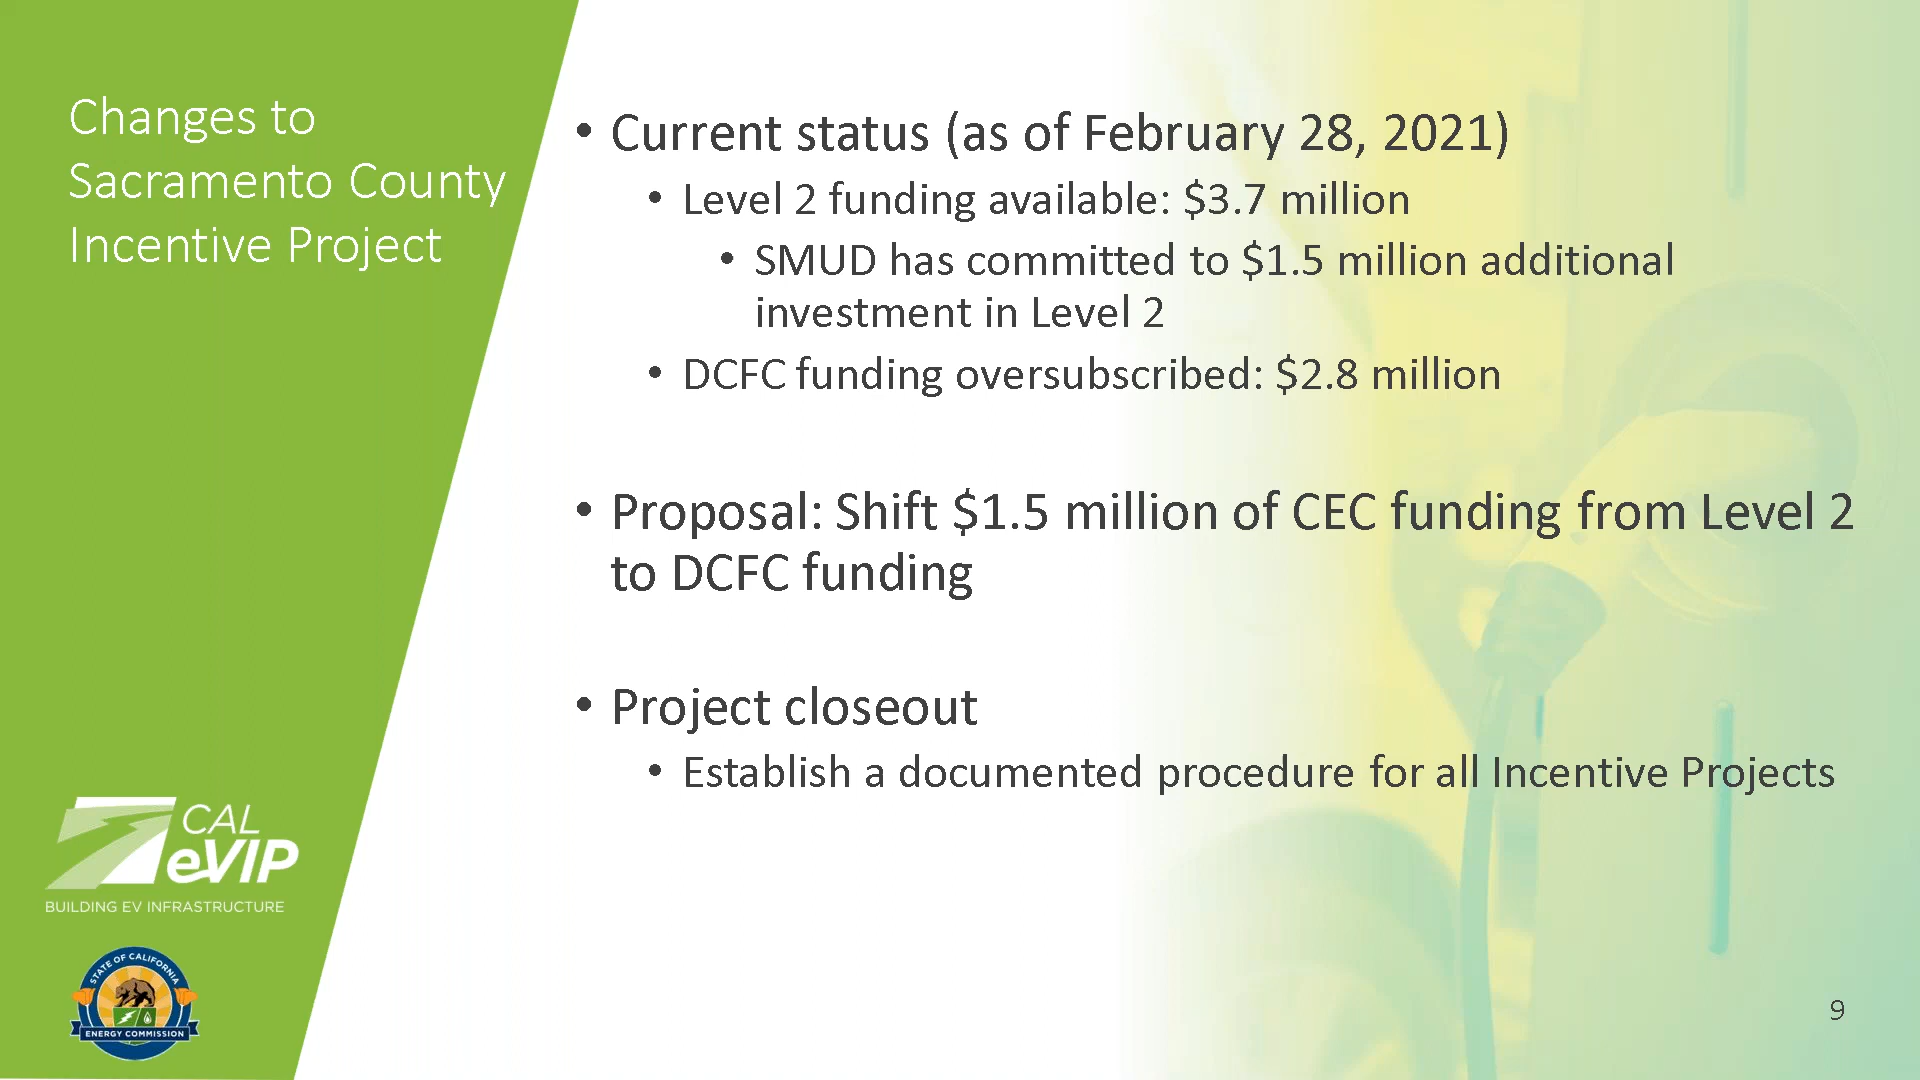 Changes to
Sacramento County
Incentive Project
• Current status (as of February 28, 2021)
• Level 2 funding available: $3.7 million
• SMUD has committed to $1.5 million additional
investment in Level 2
• DCFC funding oversubscribed: $2.8 million
• Proposal: Shift $1.5 million of CEC funding from Level 2
to DCFC funding
• Project closeout
• Establish a documented procedure for all Incentive Projects
CAL
eVIP
BUILDING EV INFRASTRUCTURE
STATE OF CALIFORNIA
ENERGY COMMISSION
9